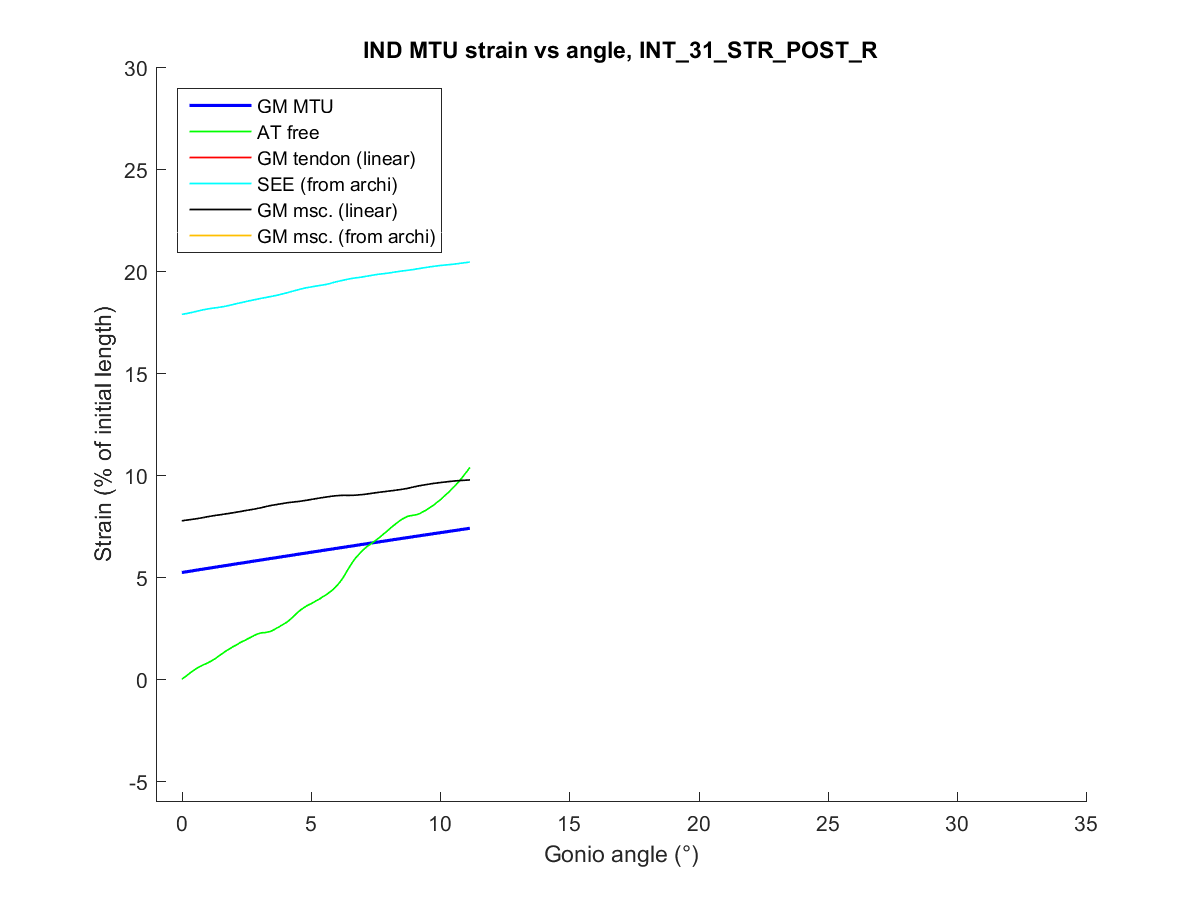 IND MTU strain vs angle, INT_31_STR_POST_R
30
25
20
15
10
5
0
-5
Strain (% of initial length)
GM MTU
AT free
GM tendon (linear)
SEE (from archi)
GM msc. (linear)
GM msc. (from archi)
0 5 10 15 20 25 30 35
Gonio angle (°)